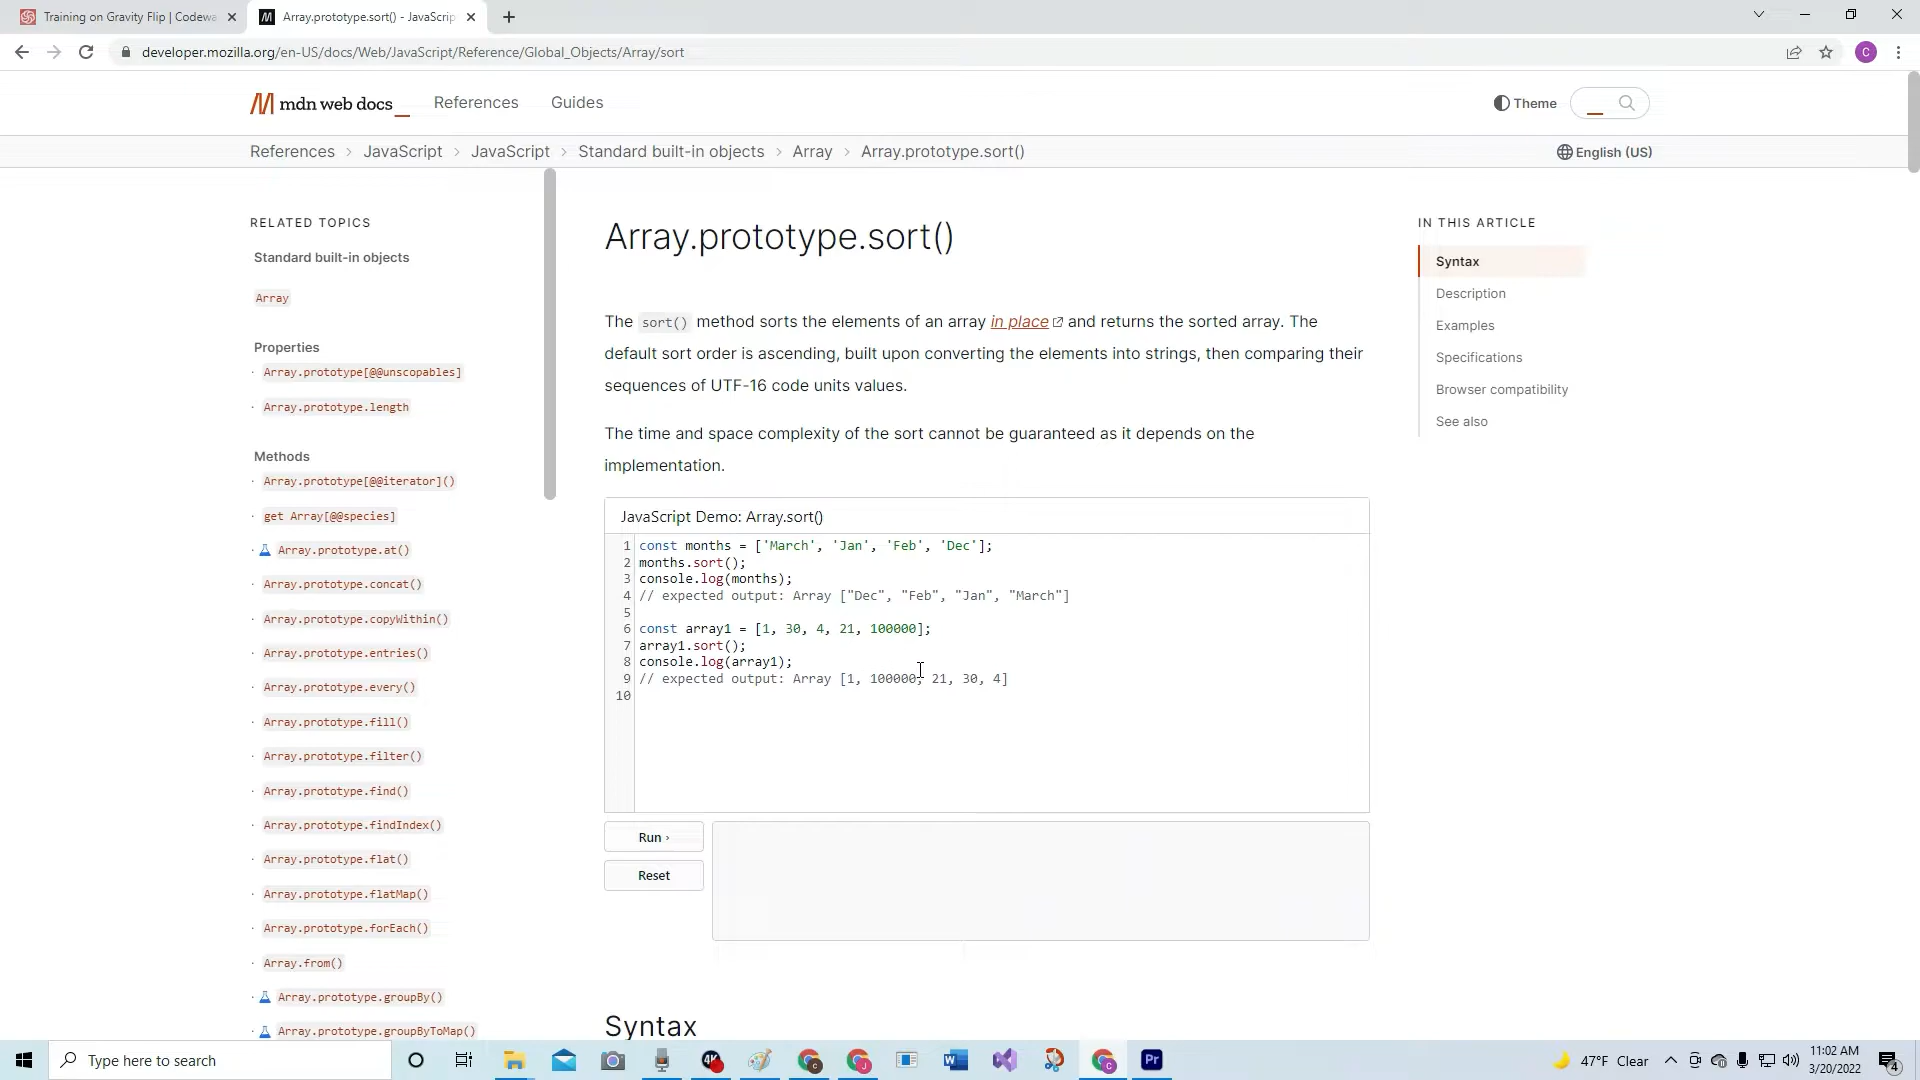 Training on Gravity Flip | Codewa
Array.prototype.sort() - JavaScrip
developer.mozilla.org/en-US/docs/Web/JavaScript/Reference/Global_Objects/Array/sort
C
mdn web docs_
References
Guides
Theme
References > JavaScript > JavaScript > Standard built-in objects > Array > Array.prototype.sort()
English (US)
RELATED TOPICS
Standard built-in objects
Array
Properties
Array.prototype[@@unscopables]
Array.prototype.length
Methods
Array.prototype[@@iterator]()
get Array[@@species]
Array.prototype.at()
Array.prototype.concat()
Array.prototype.copyWithin()
Array.prototype.entries()
Array.prototype.every()
Array.prototype.fill()
Array.prototype.filter()
Array.prototype.find()
Array.prototype.findIndex()
Array.prototype.flat()
Array.prototype.flatMap()
Array.prototype.forEach()
Array.from()
Array.prototype.groupBy()
Array.prototype.groupByToMap()
Array.prototype.sort()
The sort() method sorts the elements of an array in place and returns the sorted array. The
default sort order is ascending, built upon converting the elements into strings, then comparing their
sequences of UTF-16 code units values.
The time and space complexity of the sort cannot be guaranteed as it depends on the
implementation.
JavaScript Demo: Array.sort()
1 const months = ['March', 'Jan', 'Feb', 'Dec'];
2 months.sort();
3 console.log(months);
4 // expected output: Array ["Dec", "Feb", "Jan", "March"]
5
6 const array1 = [1, 30, 4, 21, 100000];
7 array1.sort();
8 console.log(array1);
9 // expected output: Array [1, 100000, 21, 30, 4]
10
Run ›
Reset
Syntax
IN THIS ARTICLE
Syntax
Description
Examples
Specifications
Browser compatibility
See also
Type here to search
4K
C
J
W
C
Pr
47°F Clear
11:02 AM
3/20/2022
4